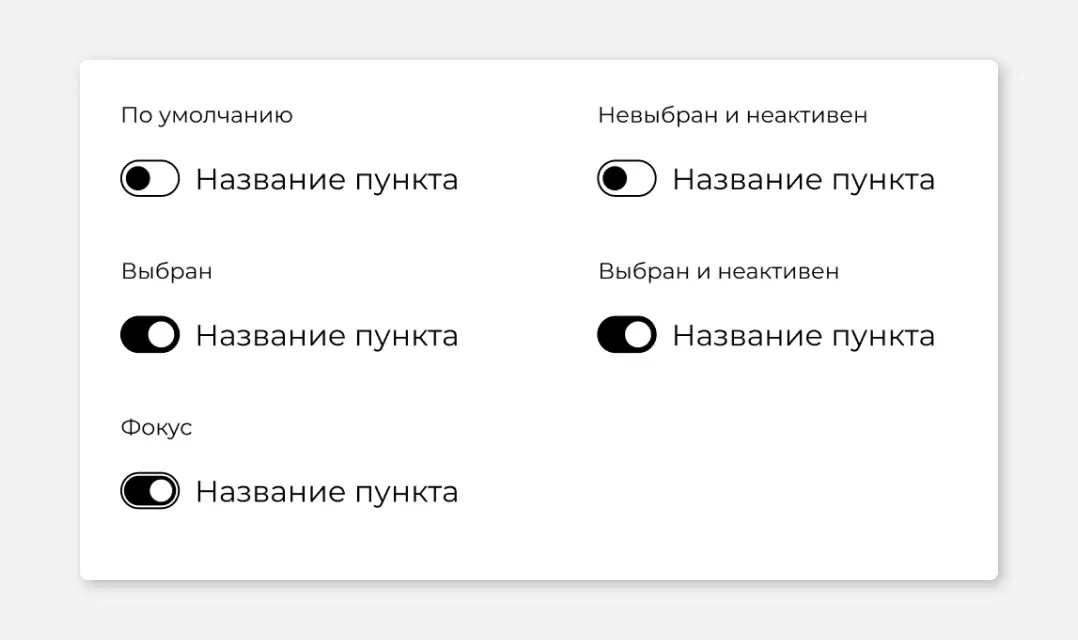 По умолчанию
Название пункта
Выбран
Название пункта
Фокус
Название пункта
Невыбран и неактивен
Название пункта
Выбран и неактивен
Название пункта